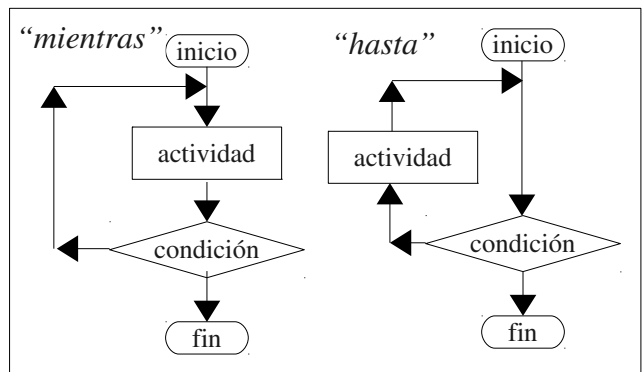 “mientras”
inicio
actividad
condición
fin
“hasta”
inicio
actividad
condición
fin